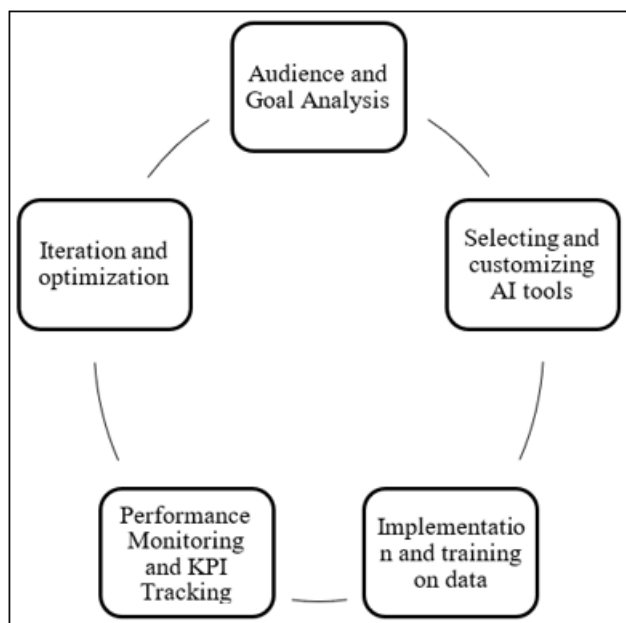 Audience and
Goal Analysis
Selecting and
customizing
AI tools
Implementatio
n and training
on data
Performance
Monitoring
and KPI
Tracking
Iteration and
optimization